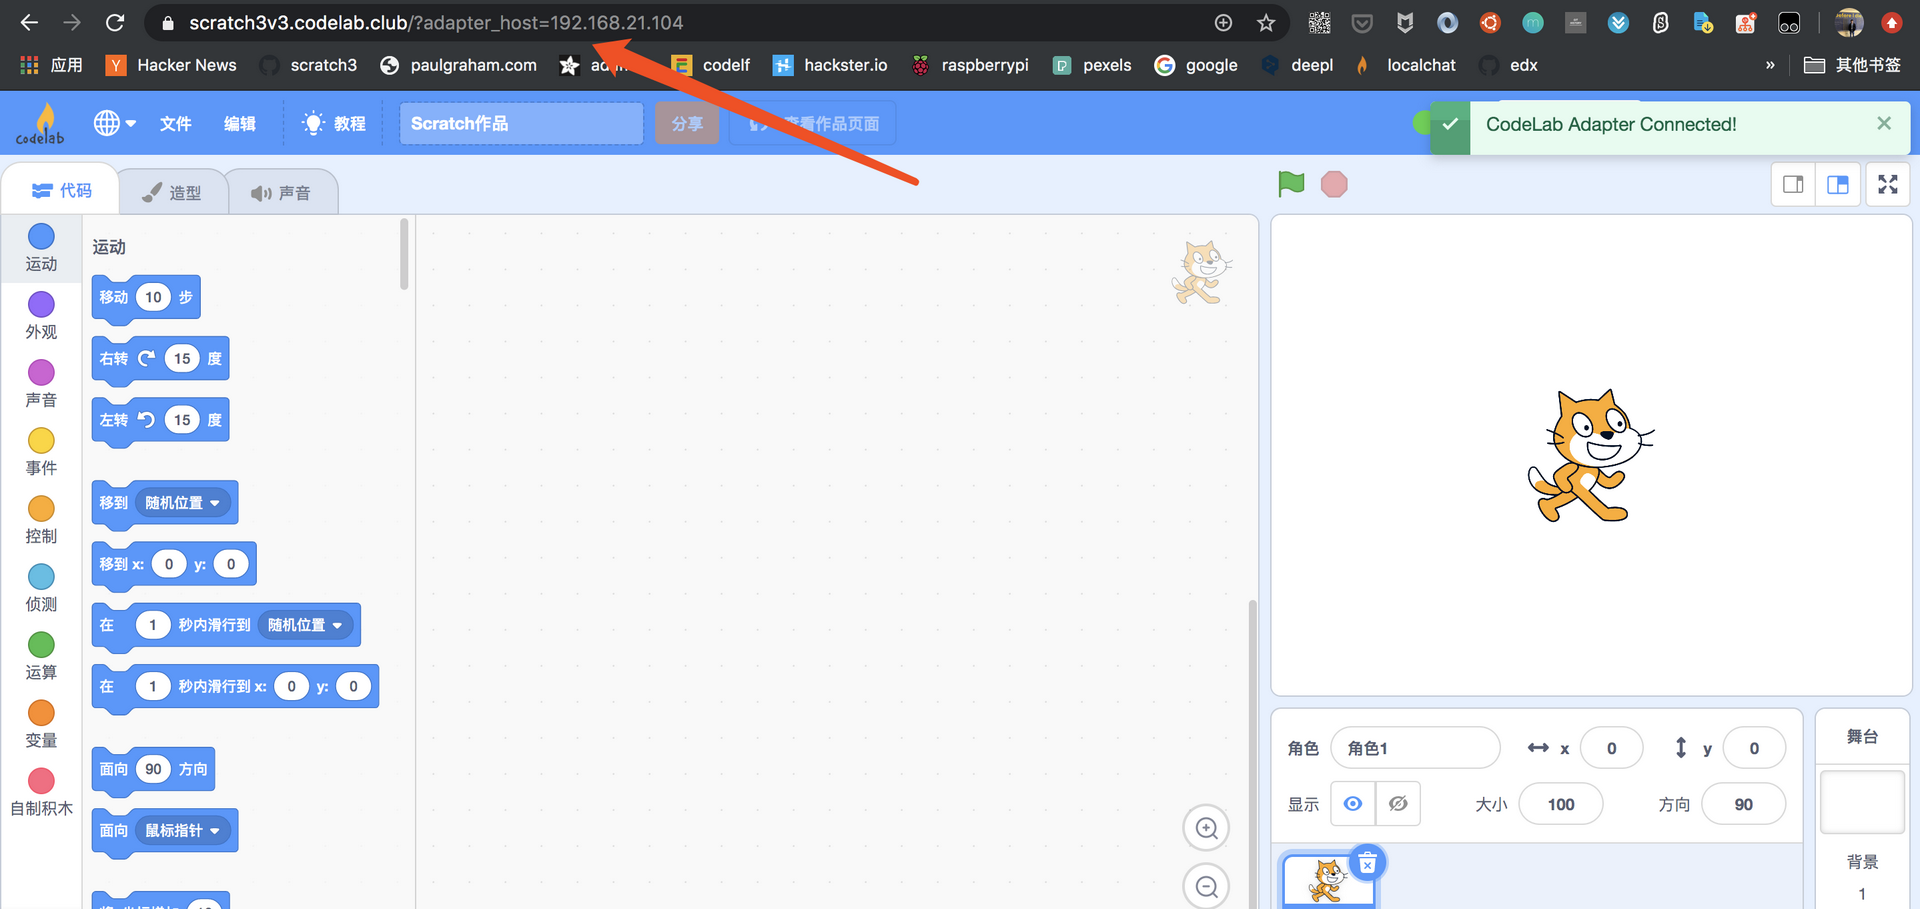 scratch3v3.codelab.club/?adapter_host=192.168.21.104
应用 Hacker News scratch3 paulgraham.com codelf hackster.io raspberrypi pexels google deepl localchat edx » 其他书签
codelab 文件 编辑 教程 Scratch作品 分享 查看作品页面 CodeLab Adapter Connected!
代码 造型 声音
运动
外观
声音
事件
控制
侦测
运算
变量
自制积木
运动
移动 10 步
右转 15 度
左转 15 度
移到 随机位置
移到 x: 0 y: 0
在 1 秒内滑行到 随机位置
在 1 秒内滑行到 x: 0 y: 0
面向 90 方向
面向 鼠标指针
角色 角色1 x 0 y 0
显示 大小 100 方向 90
舞台
背景
1